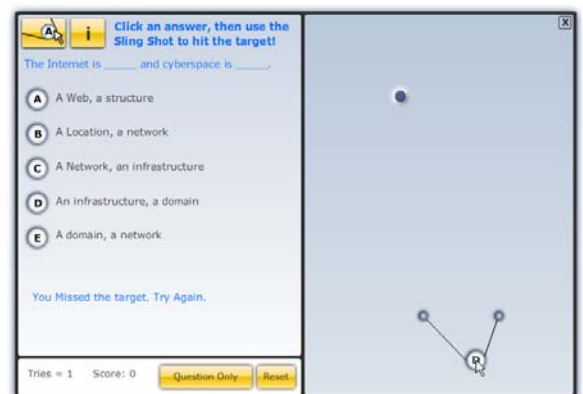 A
i
Click an answer, then use the
Sling Shot to hit the target!
The Internet is _____ and cyberspace is _____.
A A Web, a structure
B A Location, a network
C A Network, an infrastructure
D An infrastructure, a domain
E A domain, a network
You Missed the target. Try Again.
Tries = 1 Score: 0 Question Only Reset
X
D